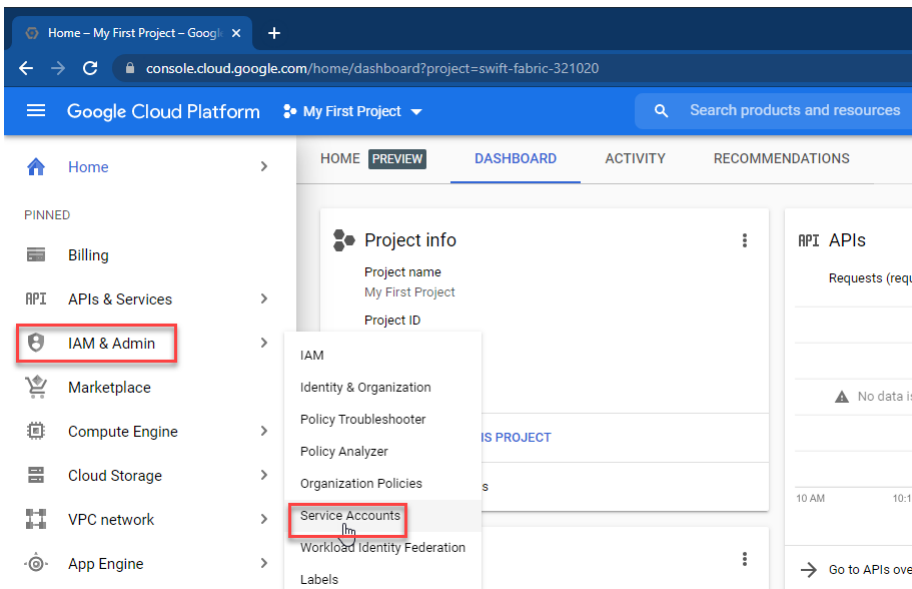 Home – My First Project – Googl
console.cloud.google.com/home/dashboard?project=swift-fabric-321020
Google Cloud Platform
My First Project
Search products and resources
Home
PINNED
Billing
API
APIs & Services
IAM & Admin
Marketplace
Compute Engine
Cloud Storage
VPC network
App Engine
HOME PREVIEW
DASHBOARD
ACTIVITY
RECOMMENDATIONS
Project info
Project name
My First Project
Project ID
IS PROJECT
s
IAM
Identity & Organization
Policy Troubleshooter
Policy Analyzer
Organization Policies
Service Accounts
Workload Identity Federation
Labels
API APIs
Requests (requ
No data is
10 AM
10:1
Go to APIs ove